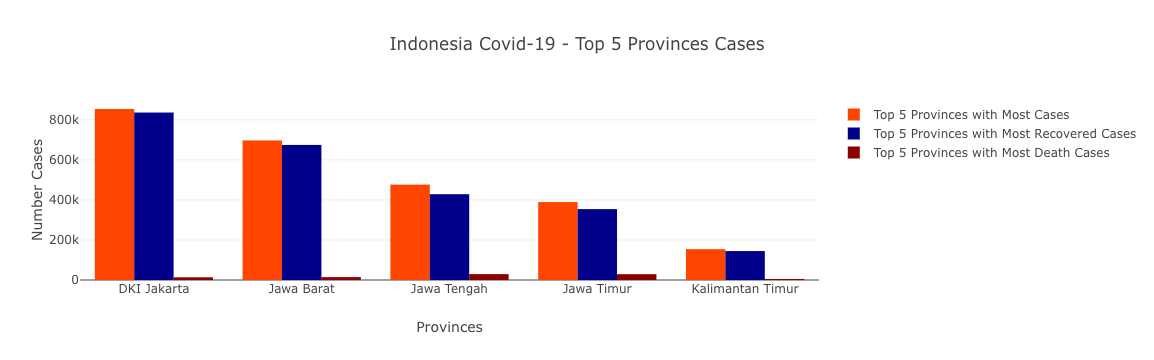 Indonesia Covid-19 - Top 5 Provinces Cases
Top 5 Provinces with Most Cases
Top 5 Provinces with Most Recovered Cases
Top 5 Provinces with Most Death Cases
Number Cases
800k
600k
400k
200k
0
DKI Jakarta
Jawa Barat
Jawa Tengah
Jawa Timur
Kalimantan Timur
Provinces